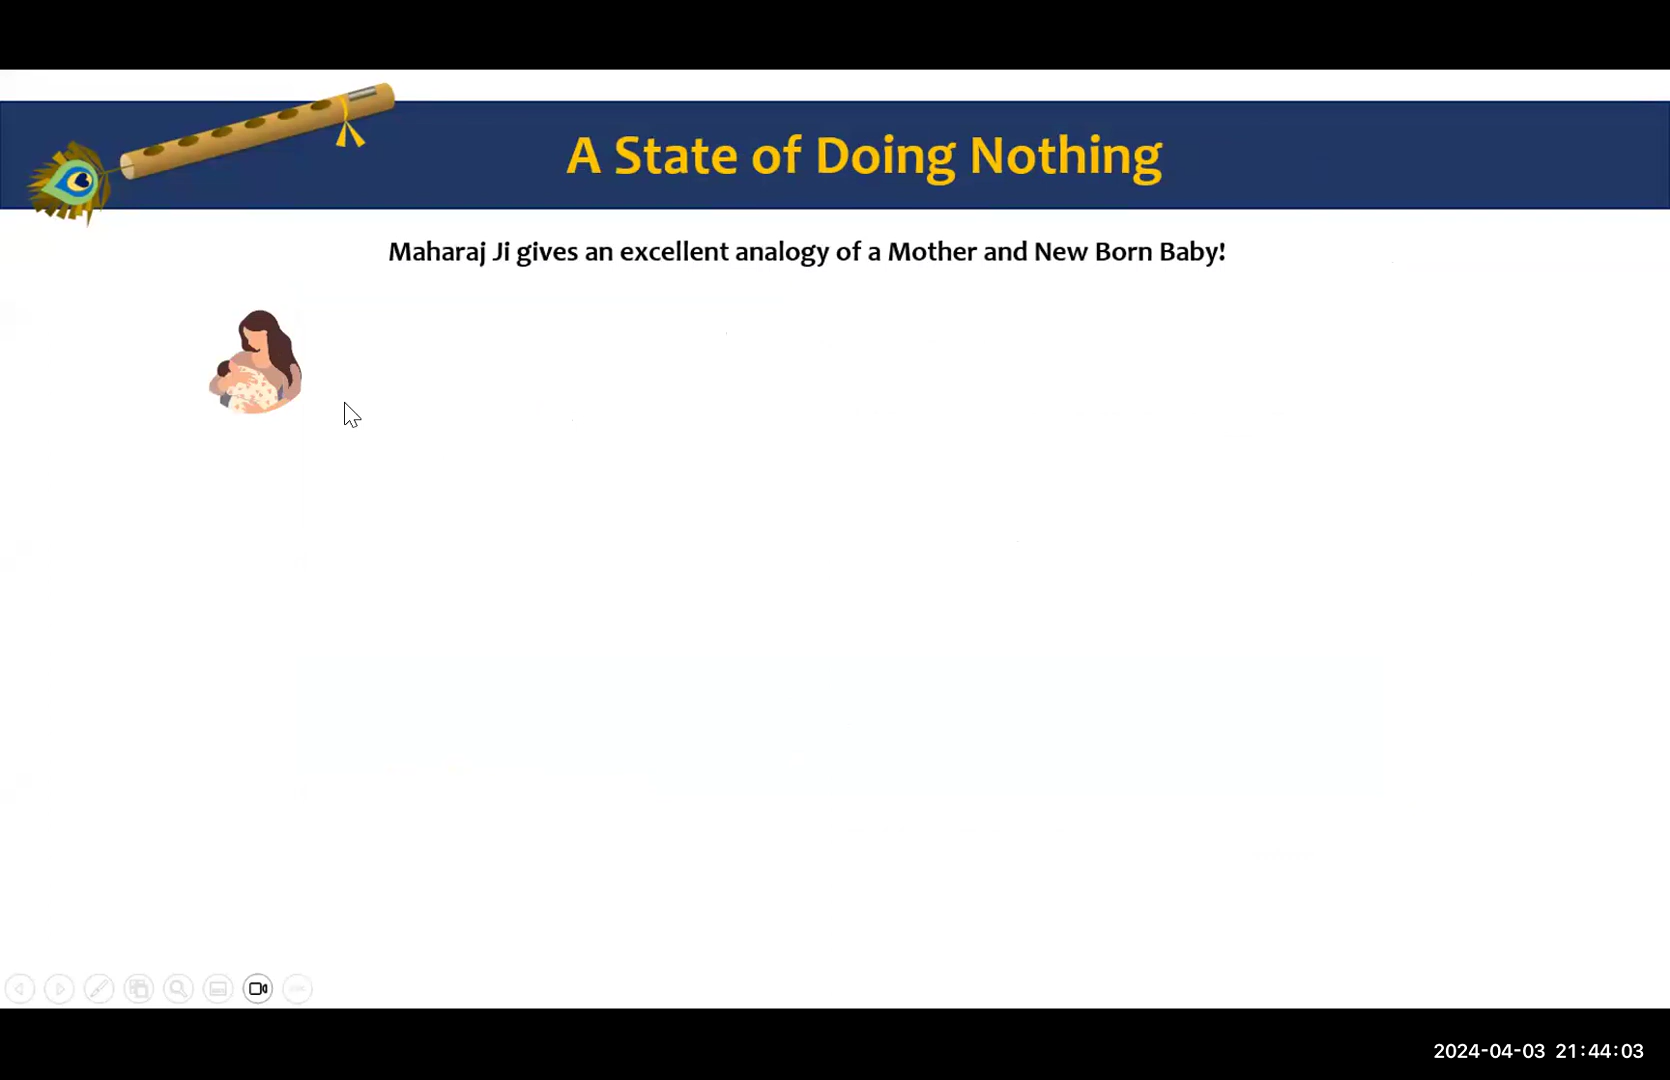 A State of Doing Nothing
Maharaj Ji gives an excellent analogy of a Mother and New Born Baby!
2024-04-03 21:44:03